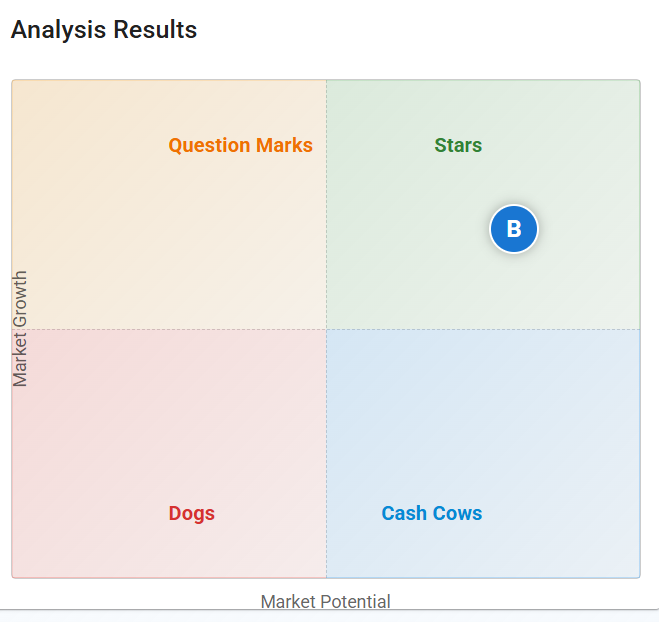 Analysis Results
Question Marks
Stars
B
Market Growth
Dogs
Cash Cows
Market Potential